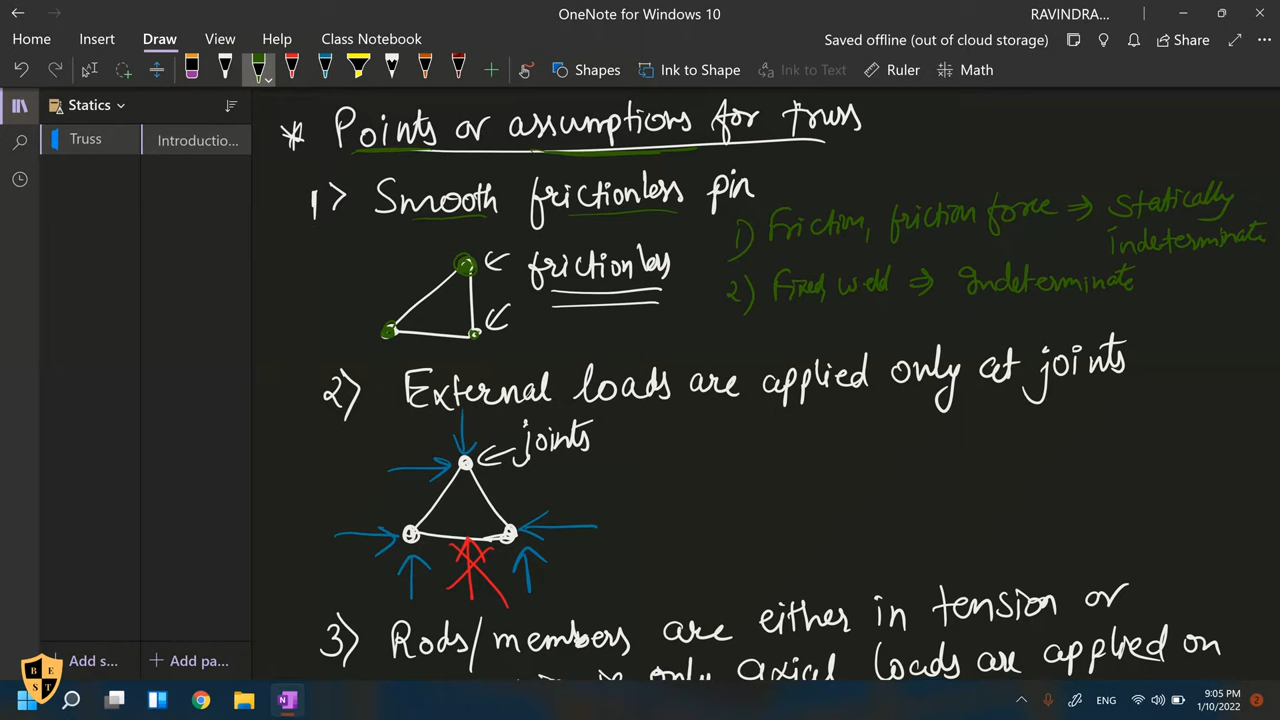 OneNote for Windows 10
RAVINDRA...
Home Insert Draw View Help Class Notebook
Saved offline (out of cloud storage)
Share
Shapes
Ink to Shape
Ink to Text
Ruler
Math
Statics
Truss
Introductio...
* Points or assumptions for truss
1> Smooth frictionless pin
frictionless
1) Friction, friction force ⇒ Statically
indeterminate
2) Fixed, weld ⇒ Indeterminate
2) External loads are applied only at joints
joints
3) Rods/members are either in tension or
only axial loads are applied on
Add s...
Add pa...
BEST
ENG
9:05 PM
1/10/2022
2